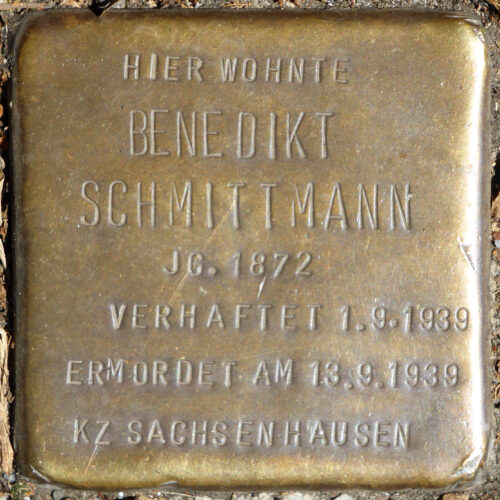 HIER WOHNTE
BENEDIKT
SCHMITTMANN
JG. 1872
VERHAFTET 1.9.1939
ERMORDET AM 13.9.1939
KZ SACHSENHAUSEN